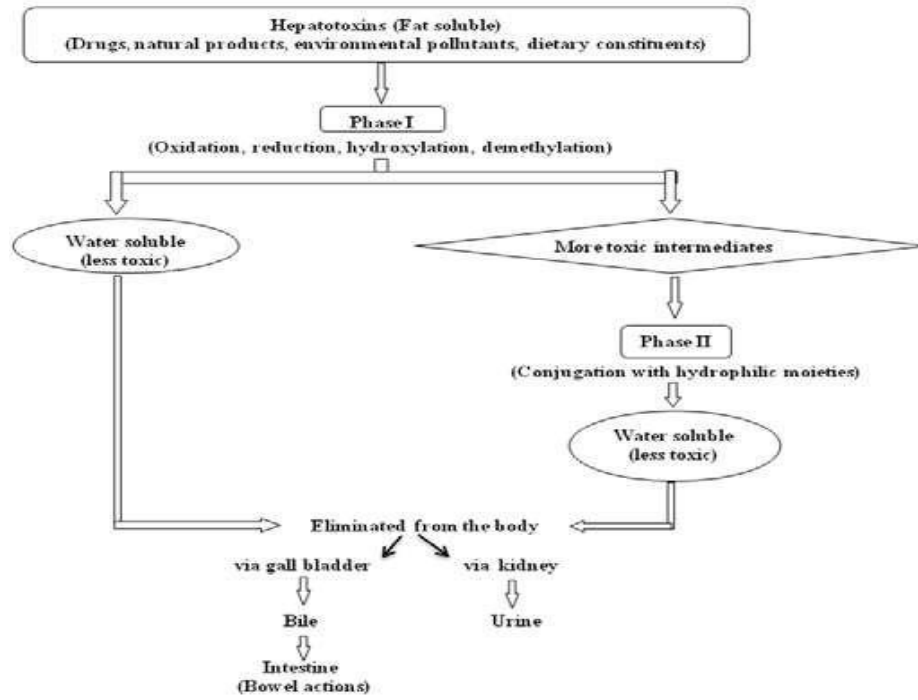 Hepatotoxins (Fat soluble)
(Drugs, natural products, environmental pollutants, dietary constituents)
Phase I
(Oxidation, reduction, hydroxylation, demethylation)
Water soluble
(less toxic)
More toxic intermediates
Phase II
(Conjugation with hydrophilic moieties)
Water soluble
(less toxic)
Eliminated from the body
via gall bladder
via kidney
Bile
Urine
Intestine
(Bowel actions)